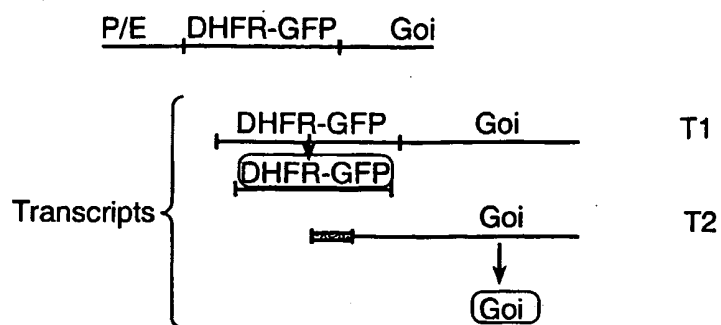 P/E DHFR-GFP Goi
DHFR-GFP Goi T1
DHFR-GFP
Transcripts
Goi T2
Goi